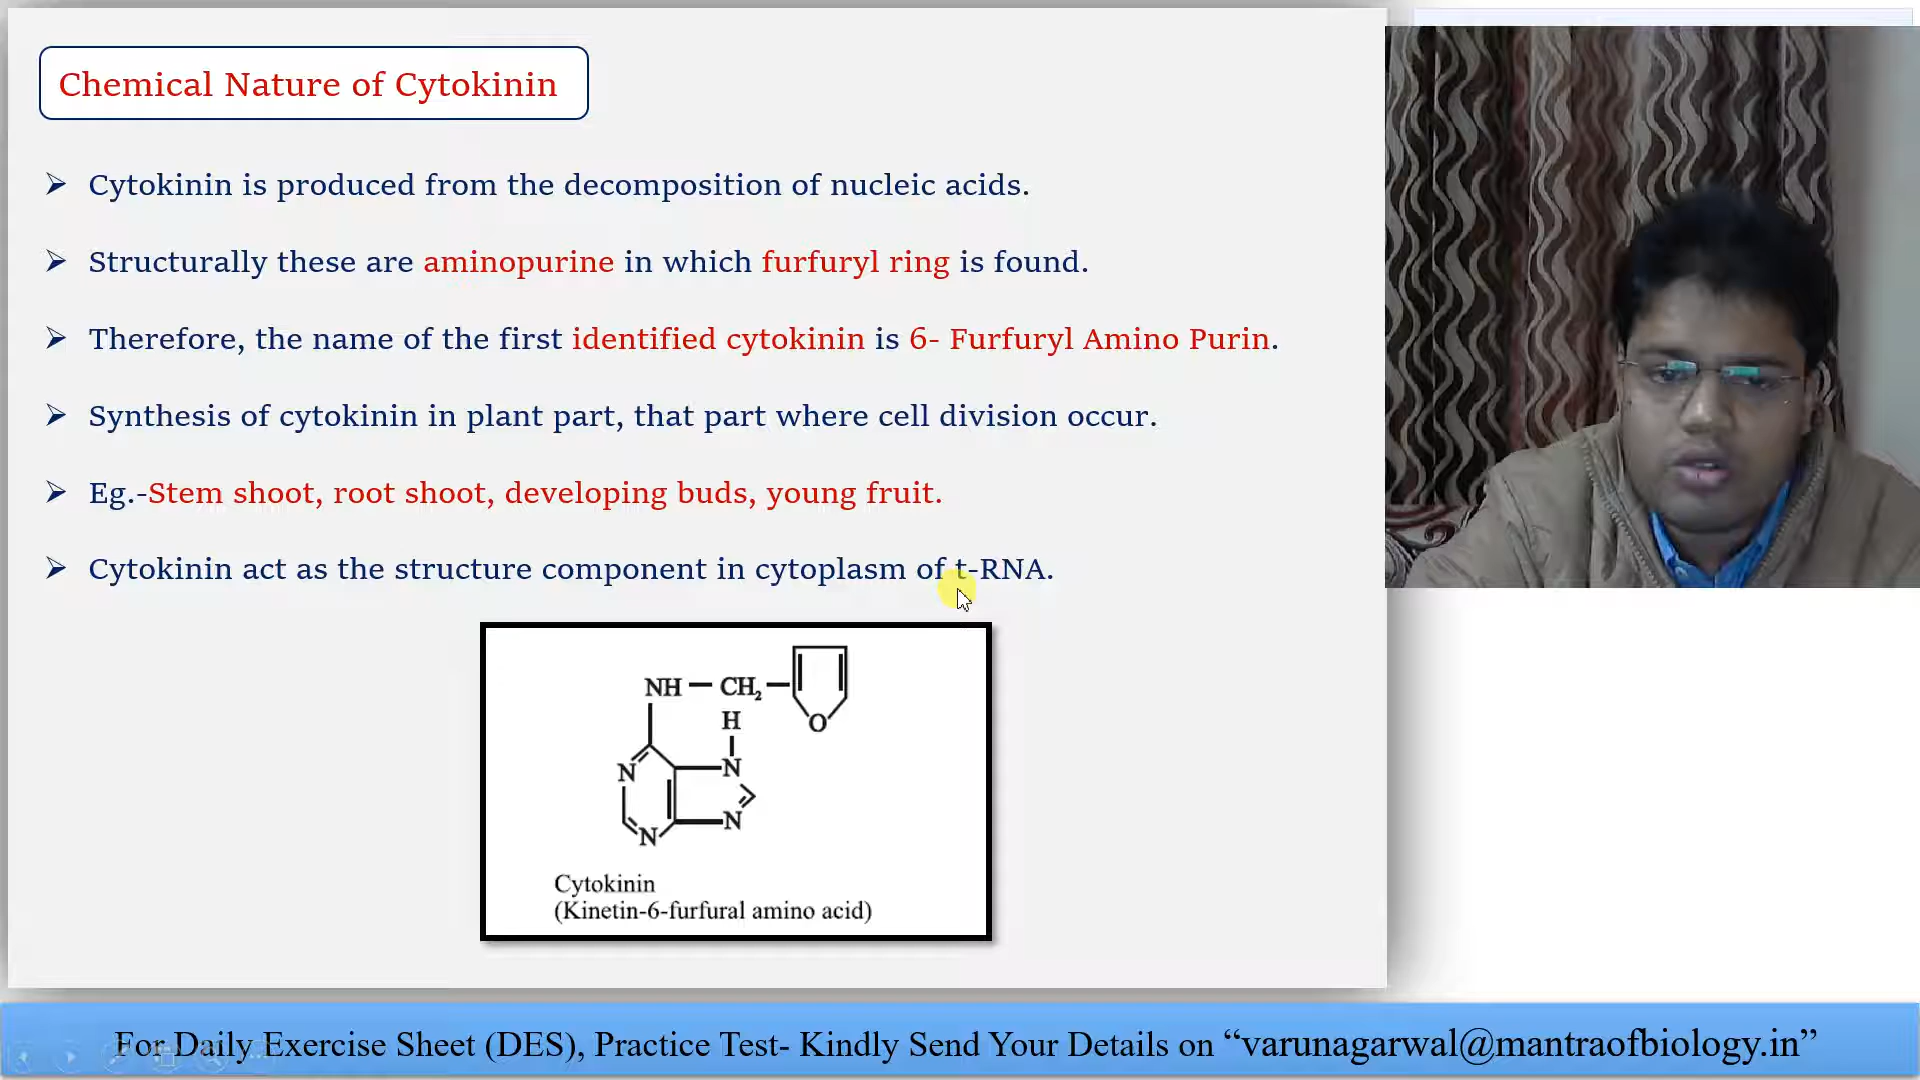 Chemical Nature of Cytokinin
Cytokinin is produced from the decomposition of nucleic acids.
Structurally these are aminopurine in which furfuryl ring is found.
Therefore, the name of the first identified cytokinin is 6- Furfuryl Amino Purin.
Synthesis of cytokinin in plant part, that part where cell division occur.
Eg.-Stem shoot, root shoot, developing buds, young fruit.
Cytokinin act as the structure component in cytoplasm of t-RNA.
NH — CH₂ —
O
H
N
N
N
N
Cytokinin
(Kinetin-6-furfural amino acid)
For Daily Exercise Sheet (DES), Practice Test- Kindly Send Your Details on “varunagarwal@mantraofbiology.in”